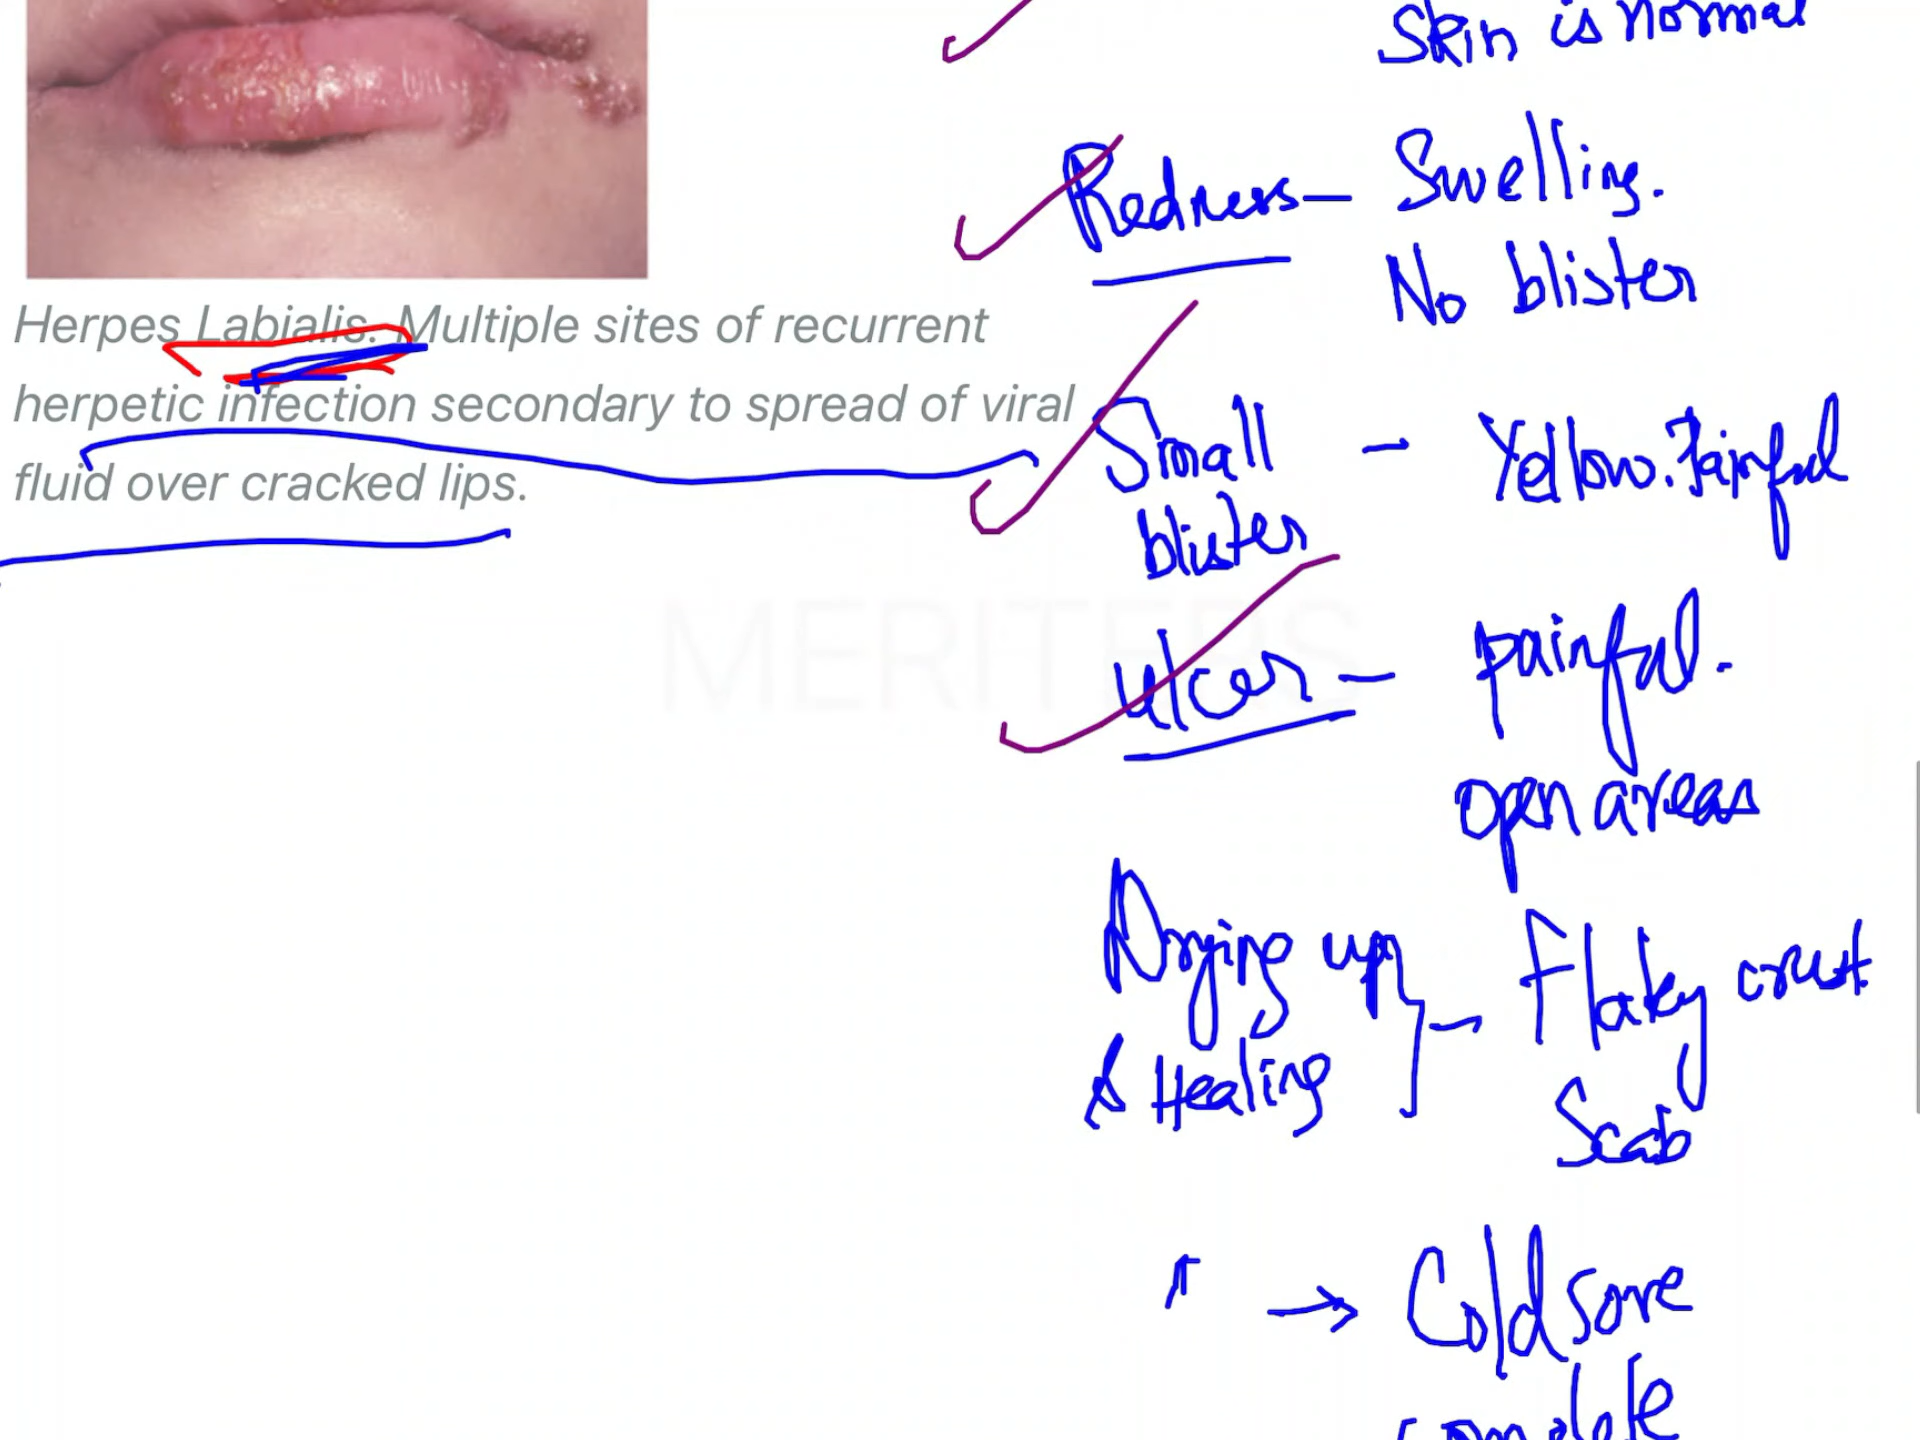 Skin is normal
Redness — Swelling.
No blister
Herpes Labialis. Multiple sites of recurrent
herpetic infection secondary to spread of viral
fluid over cracked lips.
Small — Yellow. Painful
blister
MERITERS
Ulcer — painful.
open areas
Drying up — Flaky crust
& Healing
Scab
→ Cold sore
complete